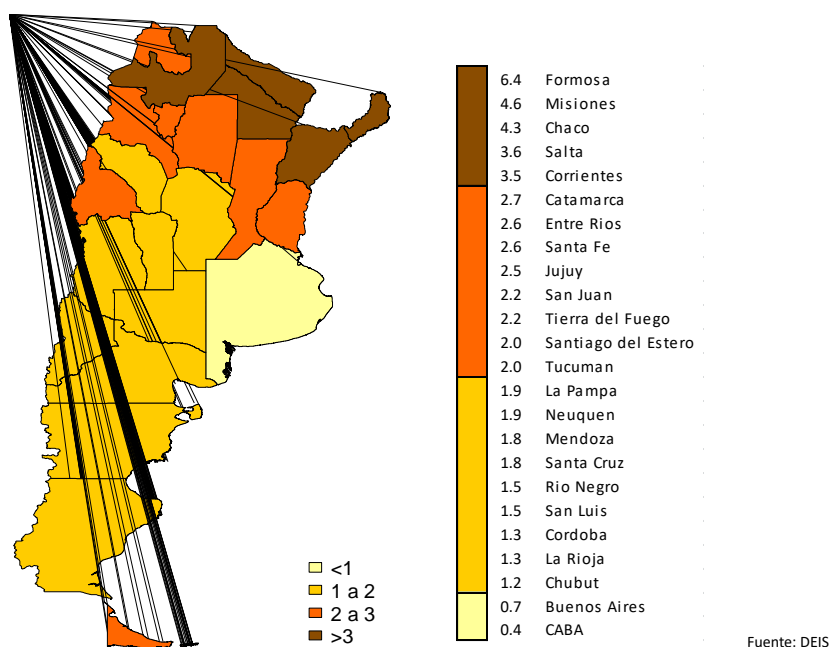 6.4 Formosa
4.6 Misiones
4.3 Chaco
3.6 Salta
3.5 Corrientes
2.7 Catamarca
2.6 Entre Rios
2.6 Santa Fe
2.5 Jujuy
2.2 San Juan
2.2 Tierra del Fuego
2.0 Santiago del Estero
2.0 Tucuman
1.9 La Pampa
1.9 Neuquen
1.8 Mendoza
1.8 Santa Cruz
1.5 Rio Negro
1.5 San Luis
1.3 Cordoba
1.3 La Rioja
1.2 Chubut
0.7 Buenos Aires
0.4 CABA
<1
1 a 2
2 a 3
>3
Fuente: DEIS